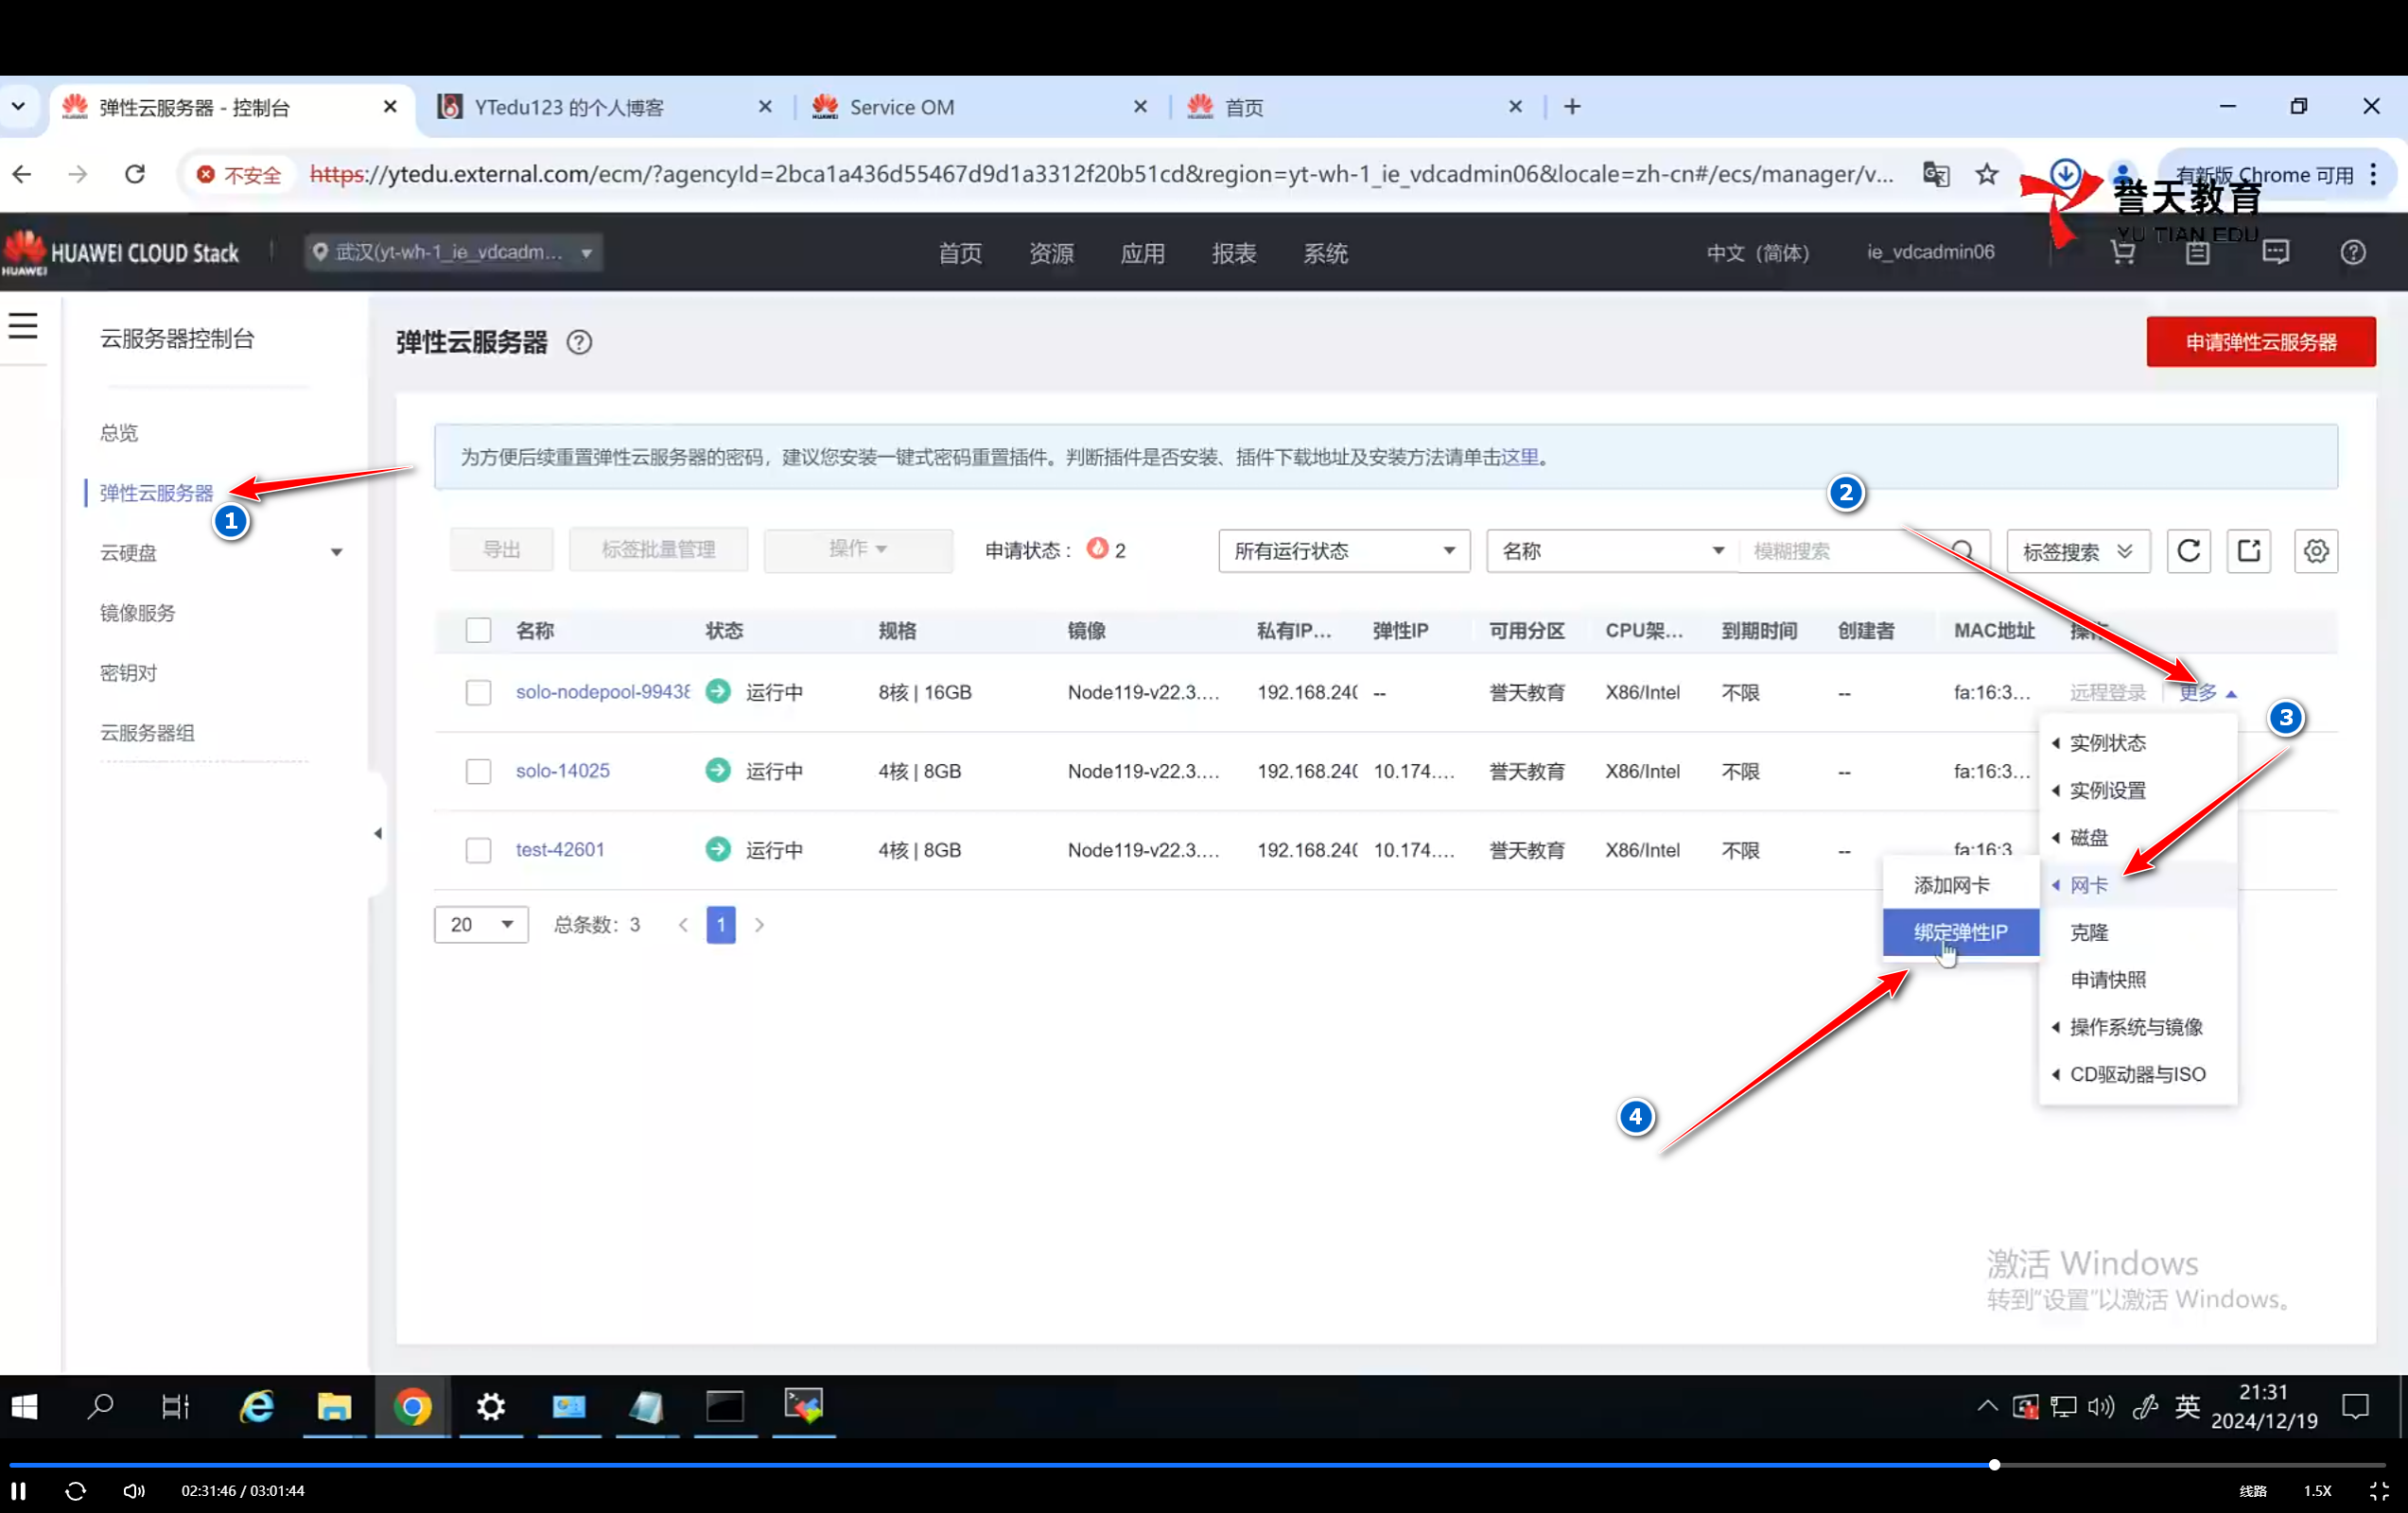 弹性云服务器 - 控制台
YTedu123 的个人博客
Service OM
首页
不安全
https://ytedu.external.com/ecm/?agencyId=2bca1a436d55467d9d1a3312f20b51cd&region=yt-wh-1_ie_vdcadmin06&locale=zh-cn#/ecs/manager/v...
有新版 Chrome 可用
誉天教育
YU TIAN EDU
HUAWEI
HUAWEI CLOUD Stack
武汉(yt-wh-1_ie_vdcadm...
首页
资源
应用
报表
系统
中文（简体）
ie_vdcadmin06
云服务器控制台
总览
弹性云服务器
云硬盘
镜像服务
密钥对
云服务器组
弹性云服务器
申请弹性云服务器
为方便后续重置弹性云服务器的密码，建议您安装一键式密码重置插件。判断插件是否安装、插件下载地址及安装方法请单击这里。
导出
标签批量管理
操作
申请状态： 2
所有运行状态
名称
模糊搜索
标签搜索
名称 状态 规格 镜像 私有IP... 弹性IP 可用分区 CPU架... 到期时间 创建者 MAC地址 操作
solo-nodepool-99438 运行中 8核 | 16GB Node119-v22.3.... 192.168.240 -- 誉天教育 X86/Intel 不限 -- fa:16:3... 远程登录 更多
solo-14025 运行中 4核 | 8GB Node119-v22.3.... 192.168.240 10.174.... 誉天教育 X86/Intel 不限 -- fa:16:3...
test-42601 运行中 4核 | 8GB Node119-v22.3.... 192.168.240 10.174.... 誉天教育 X86/Intel 不限 -- fa:16:3
20 总条数：3 1
实例状态
实例设置
磁盘
网卡
克隆
申请快照
操作系统与镜像
CD驱动器与ISO
添加网卡
绑定弹性IP
1
2
3
4
激活 Windows
转到"设置"以激活 Windows。
英
21:31
2024/12/19
02:31:46 / 03:01:44
线路
1.5X